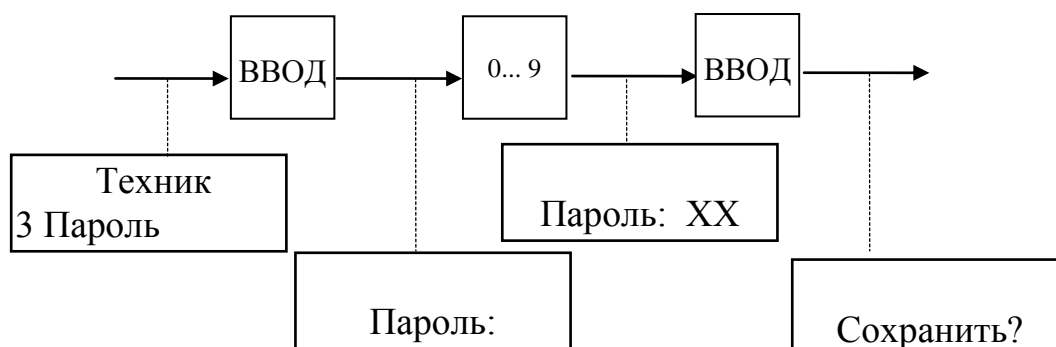 ВВОД
0... 9
ВВОД
Техник
3 Пароль
Пароль: XX
Пароль:
Сохранить?